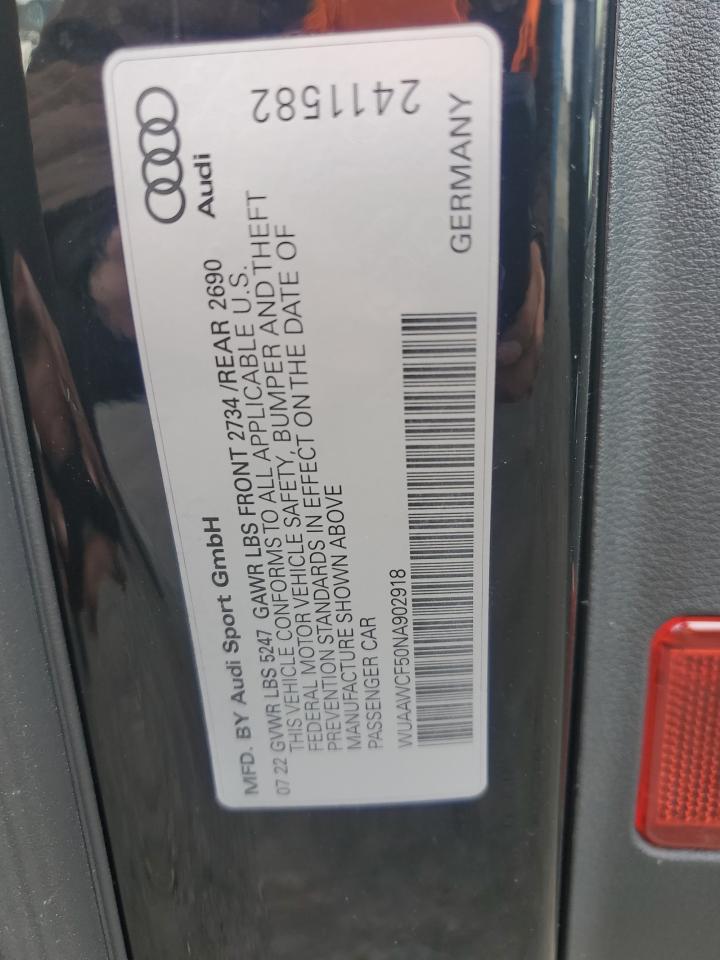 Audi
2411582
MFD. BY Audi Sport GmbH
07 22 GVWR LBS 5247 GAWR LBS FRONT 2734 /REAR 2690
THIS VEHICLE CONFORMS TO ALL APPLICABLE U.S.
FEDERAL MOTOR VEHICLE SAFETY, BUMPER AND THEFT
PREVENTION STANDARDS IN EFFECT ON THE DATE OF
MANUFACTURE SHOWN ABOVE
PASSENGER CAR
WUAAWCF50NA902918
GERMANY